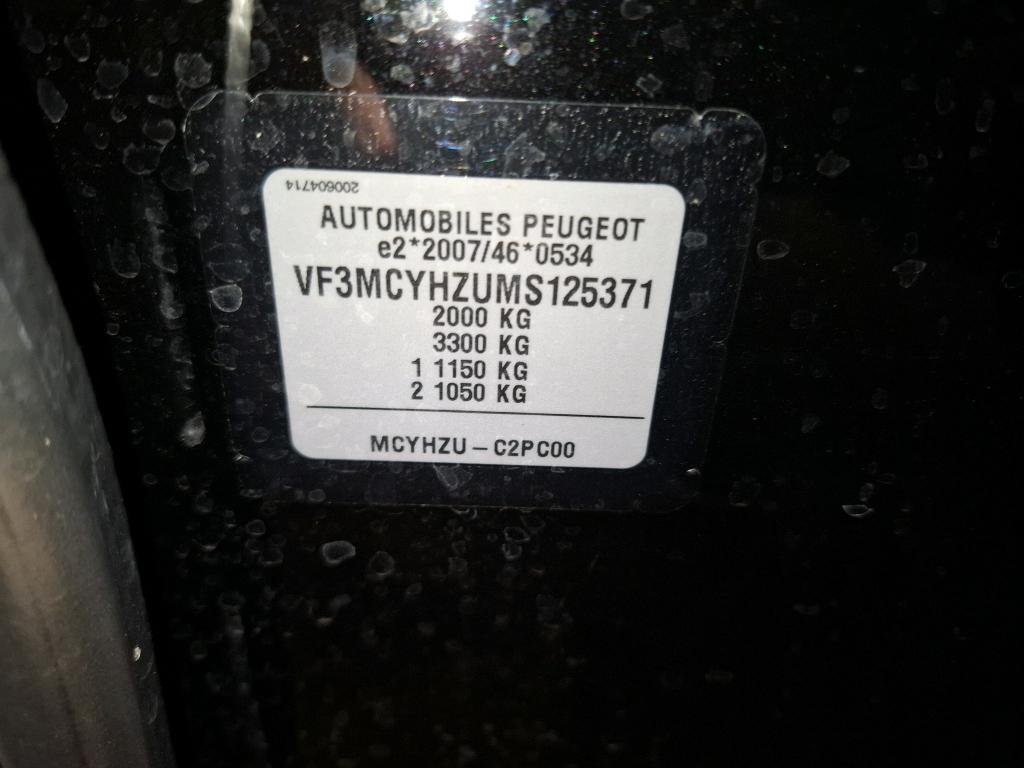 200604714
AUTOMOBILES PEUGEOT
e2*2007/46*0534
VF3MCYHZUMS125371
2000 KG
3300 KG
1 1150 KG
2 1050 KG
MCYHZU – C2PC00